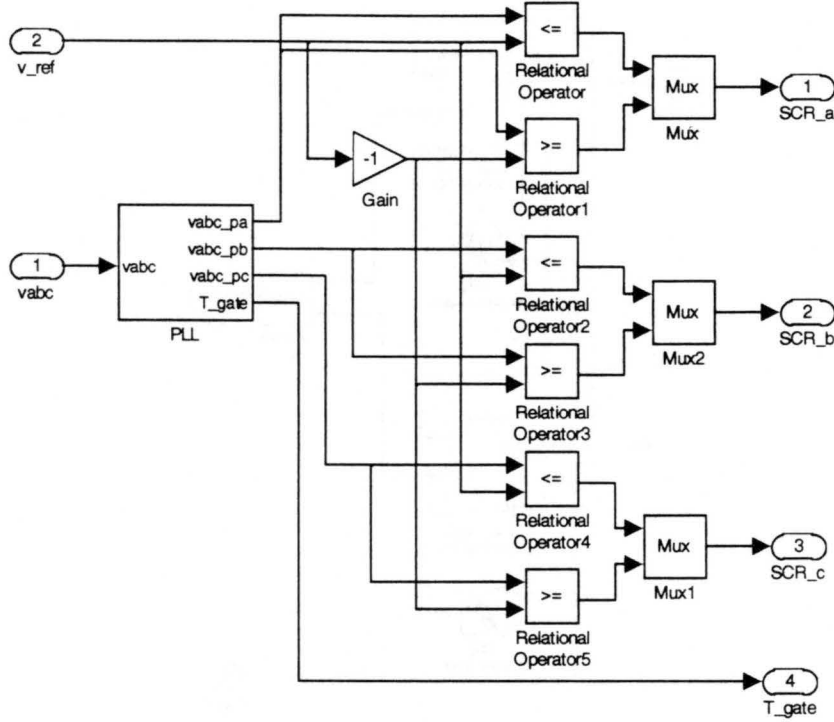 2
v_ref
<=
Relational
Operator
Mux
Mux
1
SCR_a
-1
Gain
>=
Relational
Operator1
1
vabc
vabc
vabc_pa
vabc_pb
vabc_pc
T_gate
PLL
<=
Relational
Operator2
Mux
Mux2
2
SCR_b
>=
Relational
Operator3
<=
Relational
Operator4
Mux
Mux1
3
SCR_c
>=
Relational
Operator5
4
T_gate